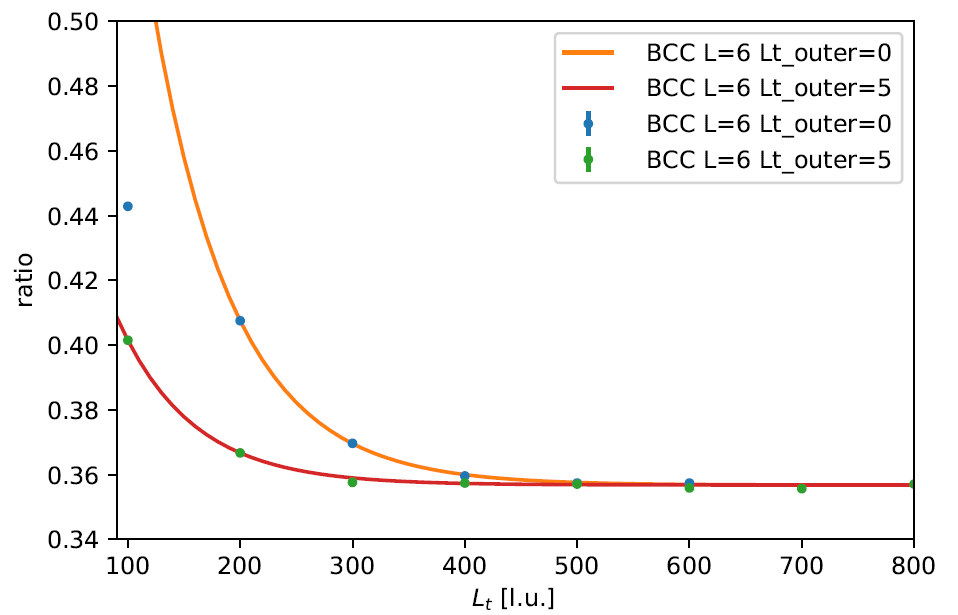 0.50
0.48
0.46
0.44
0.42
0.40
0.38
0.36
0.34
ratio
BCC L=6 Lt_outer=0
BCC L=6 Lt_outer=5
BCC L=6 Lt_outer=0
BCC L=6 Lt_outer=5
100 200 300 400 500 600 700 800
L_t [l.u.]